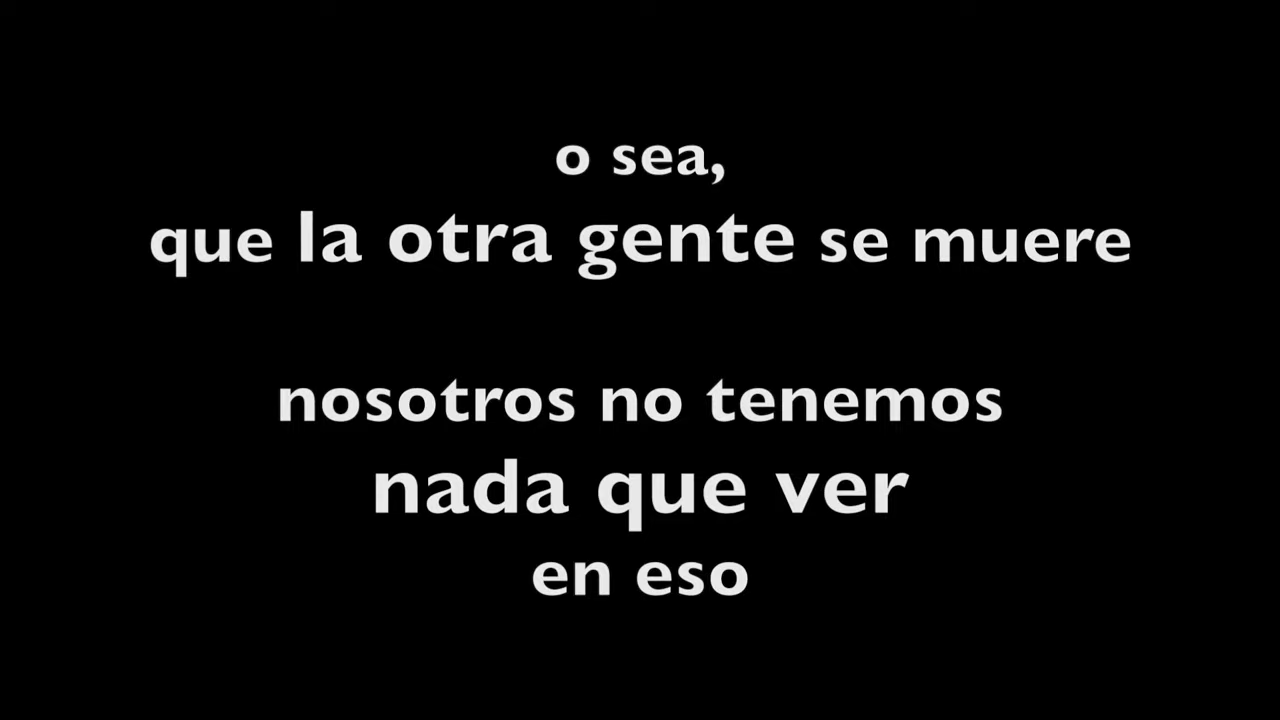 o sea,
que la otra gente se muere
nosotros no tenemos
nada que ver
en eso